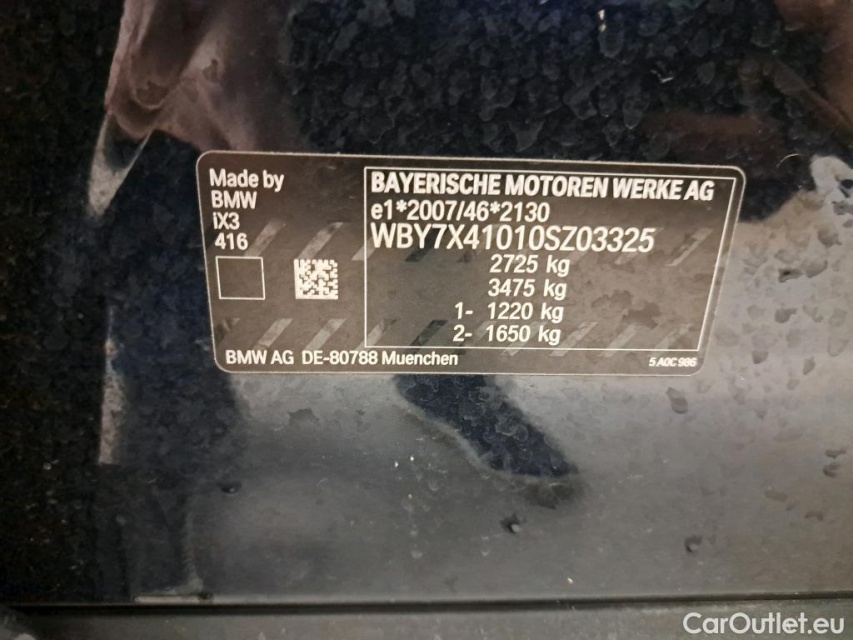 Made by
BMW
iX3
416
BAYERISCHE MOTOREN WERKE AG
e1*2007/46*2130
WBY7X41010SZ03325
2725 kg
3475 kg
1- 1220 kg
2- 1650 kg
BMW AG DE-80788 Muenchen
5 A0C 986
CarOutlet.eu